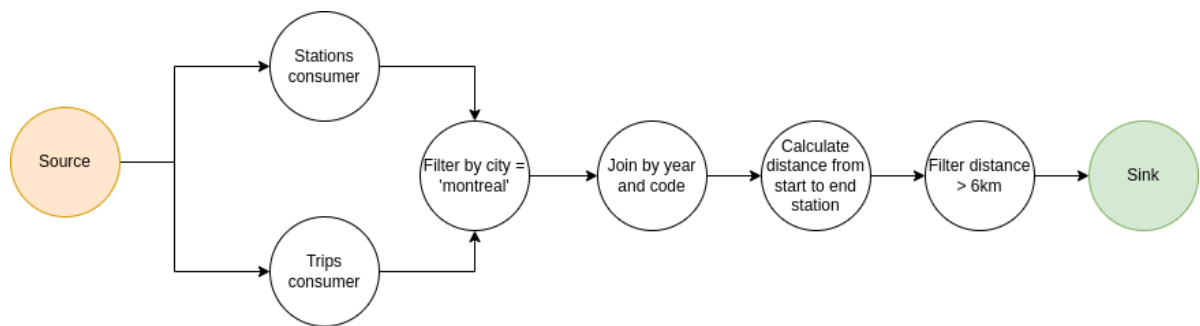 Source
Stations
consumer
Trips
consumer
Filter by city =
'montreal'
Join by year
and code
Calculate
distance from
start to end
station
Filter distance
> 6km
Sink